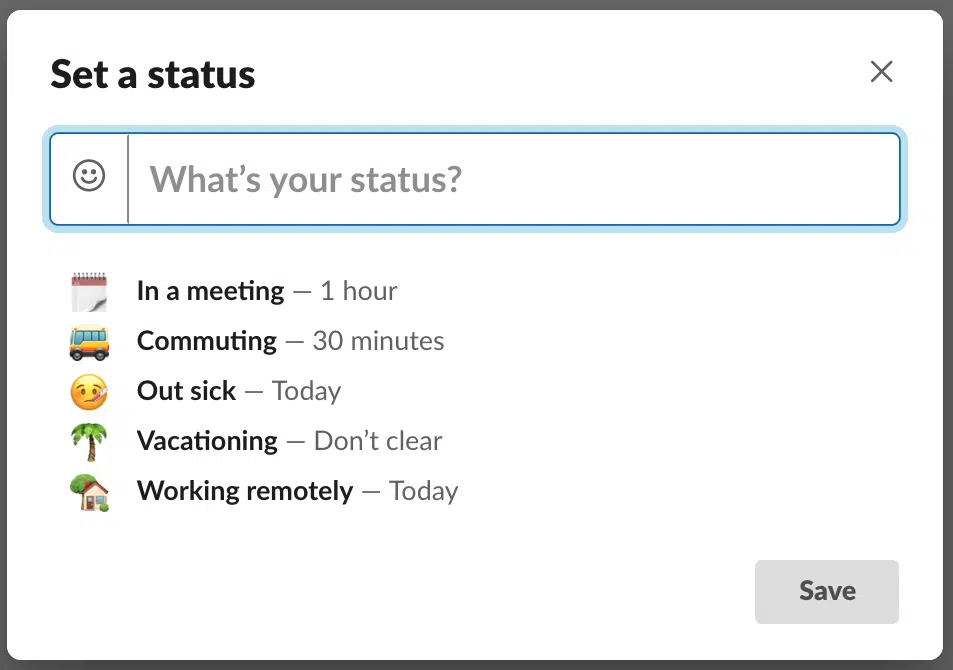 Set a status
What’s your status?
In a meeting — 1 hour
Commuting — 30 minutes
Out sick — Today
Vacationing — Don’t clear
Working remotely — Today
Save